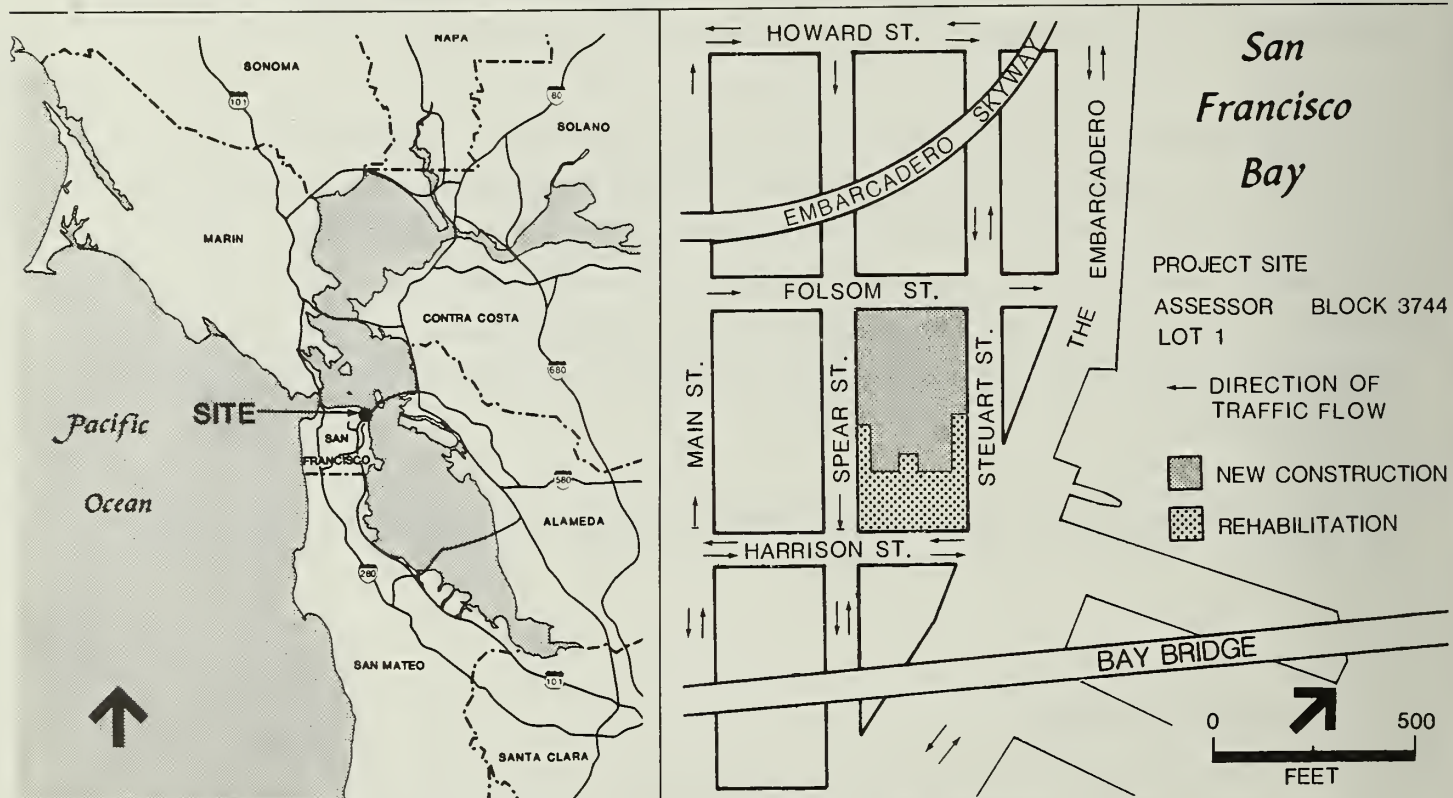 NAPA
SONOMA
101
80
SOLANO
MARIN
CONTRA COSTA
680
SITE
Pacific
Ocean
SAN
FRANCISCO
580
ALAMEDA
280
SAN MATEO
101
SANTA CLARA
HOWARD ST.
EMBARCADERO SKYWAY
THE EMBARCADERO
FOLSOM ST.
MAIN ST.
SPEAR ST.
STEUART ST.
HARRISON ST.
BAY BRIDGE
San
Francisco
Bay
PROJECT SITE
ASSESSOR BLOCK 3744
LOT 1
DIRECTION OF
TRAFFIC FLOW
NEW CONSTRUCTION
REHABILITATION
0 500
FEET